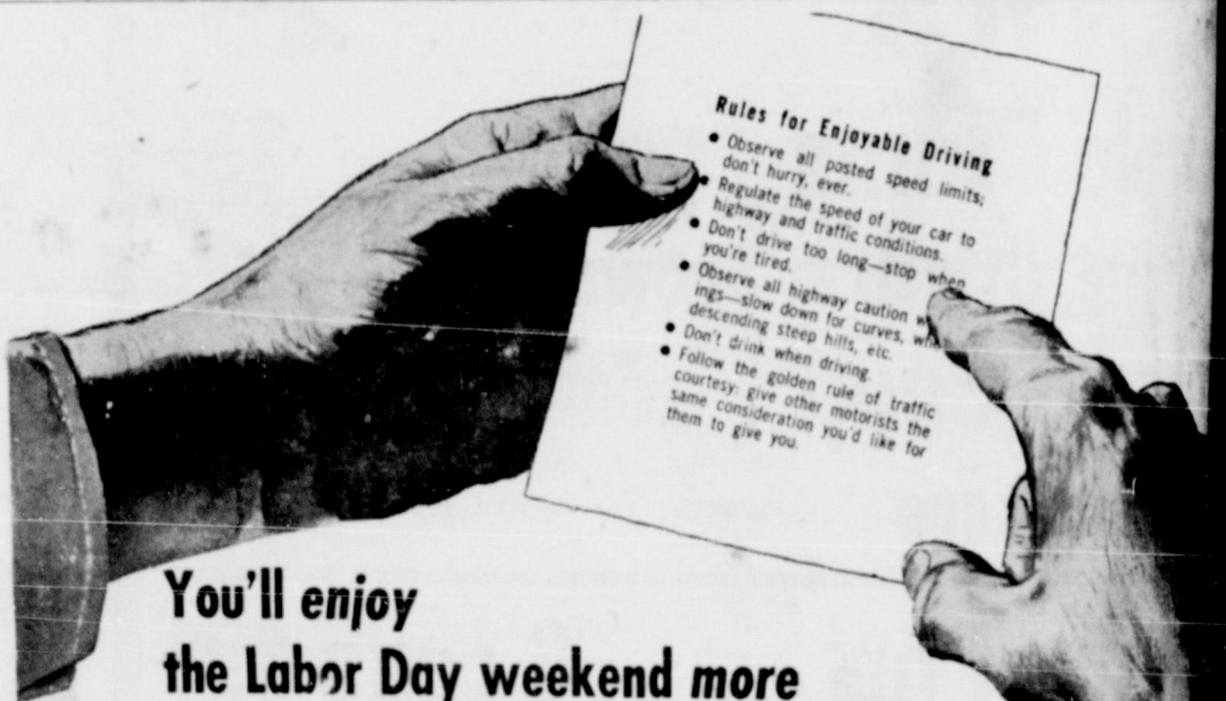 Rules for Enjoyable Driving
• Observe all posted speed limits;
don't hurry, ever.
• Regulate the speed of your car to
highway and traffic conditions.
• Don't drive too long—stop when
you're tired.
• Observe all highway caution
ings—slow down for curves,
descending steep hills, etc.
• Don't drink when driving.
• Follow the golden rule of traffic
courtesy: give other motorists the
same consideration you'd like for
them to give you.
You'll enjoy
the Labor Day weekend more